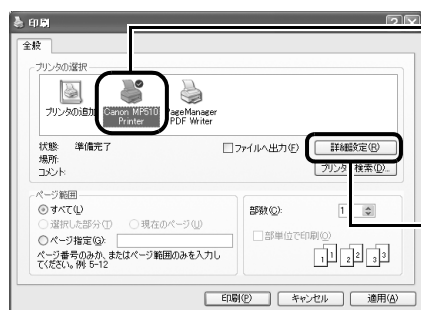 印刷
全般
プリンタの選択
プリンタの追加
Canon MP510 Printer
PageManager PDF Writer
状態: 準備完了
場所:
コメント:
ファイルへ出力(F)
詳細設定(R)
プリンタの検索(D)...
ページ範囲
すべて(L)
選択した部分(T)
現在のページ(U)
ページ指定(G):
ページ番号のみか、またはページ範囲のみを入力してください。例: 5-12
部数(C):
1
部単位で印刷(O)
1 1 2 2 3 3
印刷(P)
キャンセル
適用(A)